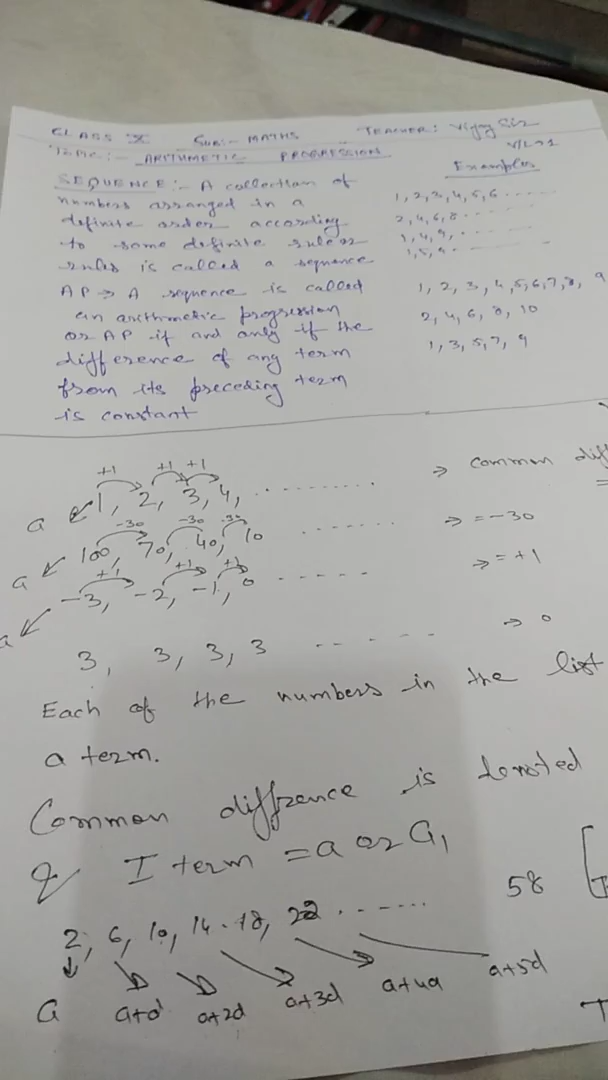 CLASS X SUB:- MATHS TEACHER: Vijay Sir
Topic:- ARITHMETIC PROGRESSION
Examples
SEQUENCE:- A collection of
numbers arranged in a
definite order according
to some definite rule or
rules is called a sequence
1, 2, 3, 4, 5, 6 ......
2, 4, 6, 8 ......
1, 4, 9, ......
AP → A sequence is called
an arithmetic progression
or AP if and only if the
difference of any term
from its preceding term
is constant
1, 2, 3, 4, 5, 6, 7, 8, 9
2, 4, 6, 8, 10
1, 3, 5, 7, 9
+1 +1 +1
a 1, 2, 3, 4, ........ ⇒ common
-30 -30 -30
a 100, 70, 40, 10 ...... ⇒ = -30
+1 +1 +1
a -3, -2, -1, 0 ..... ⇒ = +1
3, 3, 3, 3 ..... → 0
Each of the numbers in the list
a term.
Common diffrence is denoted
& I term = a or a1
2, 6, 10, 14 . 18, 22 ...... 58
a a+d a+2d a+3d a+4d a+5d